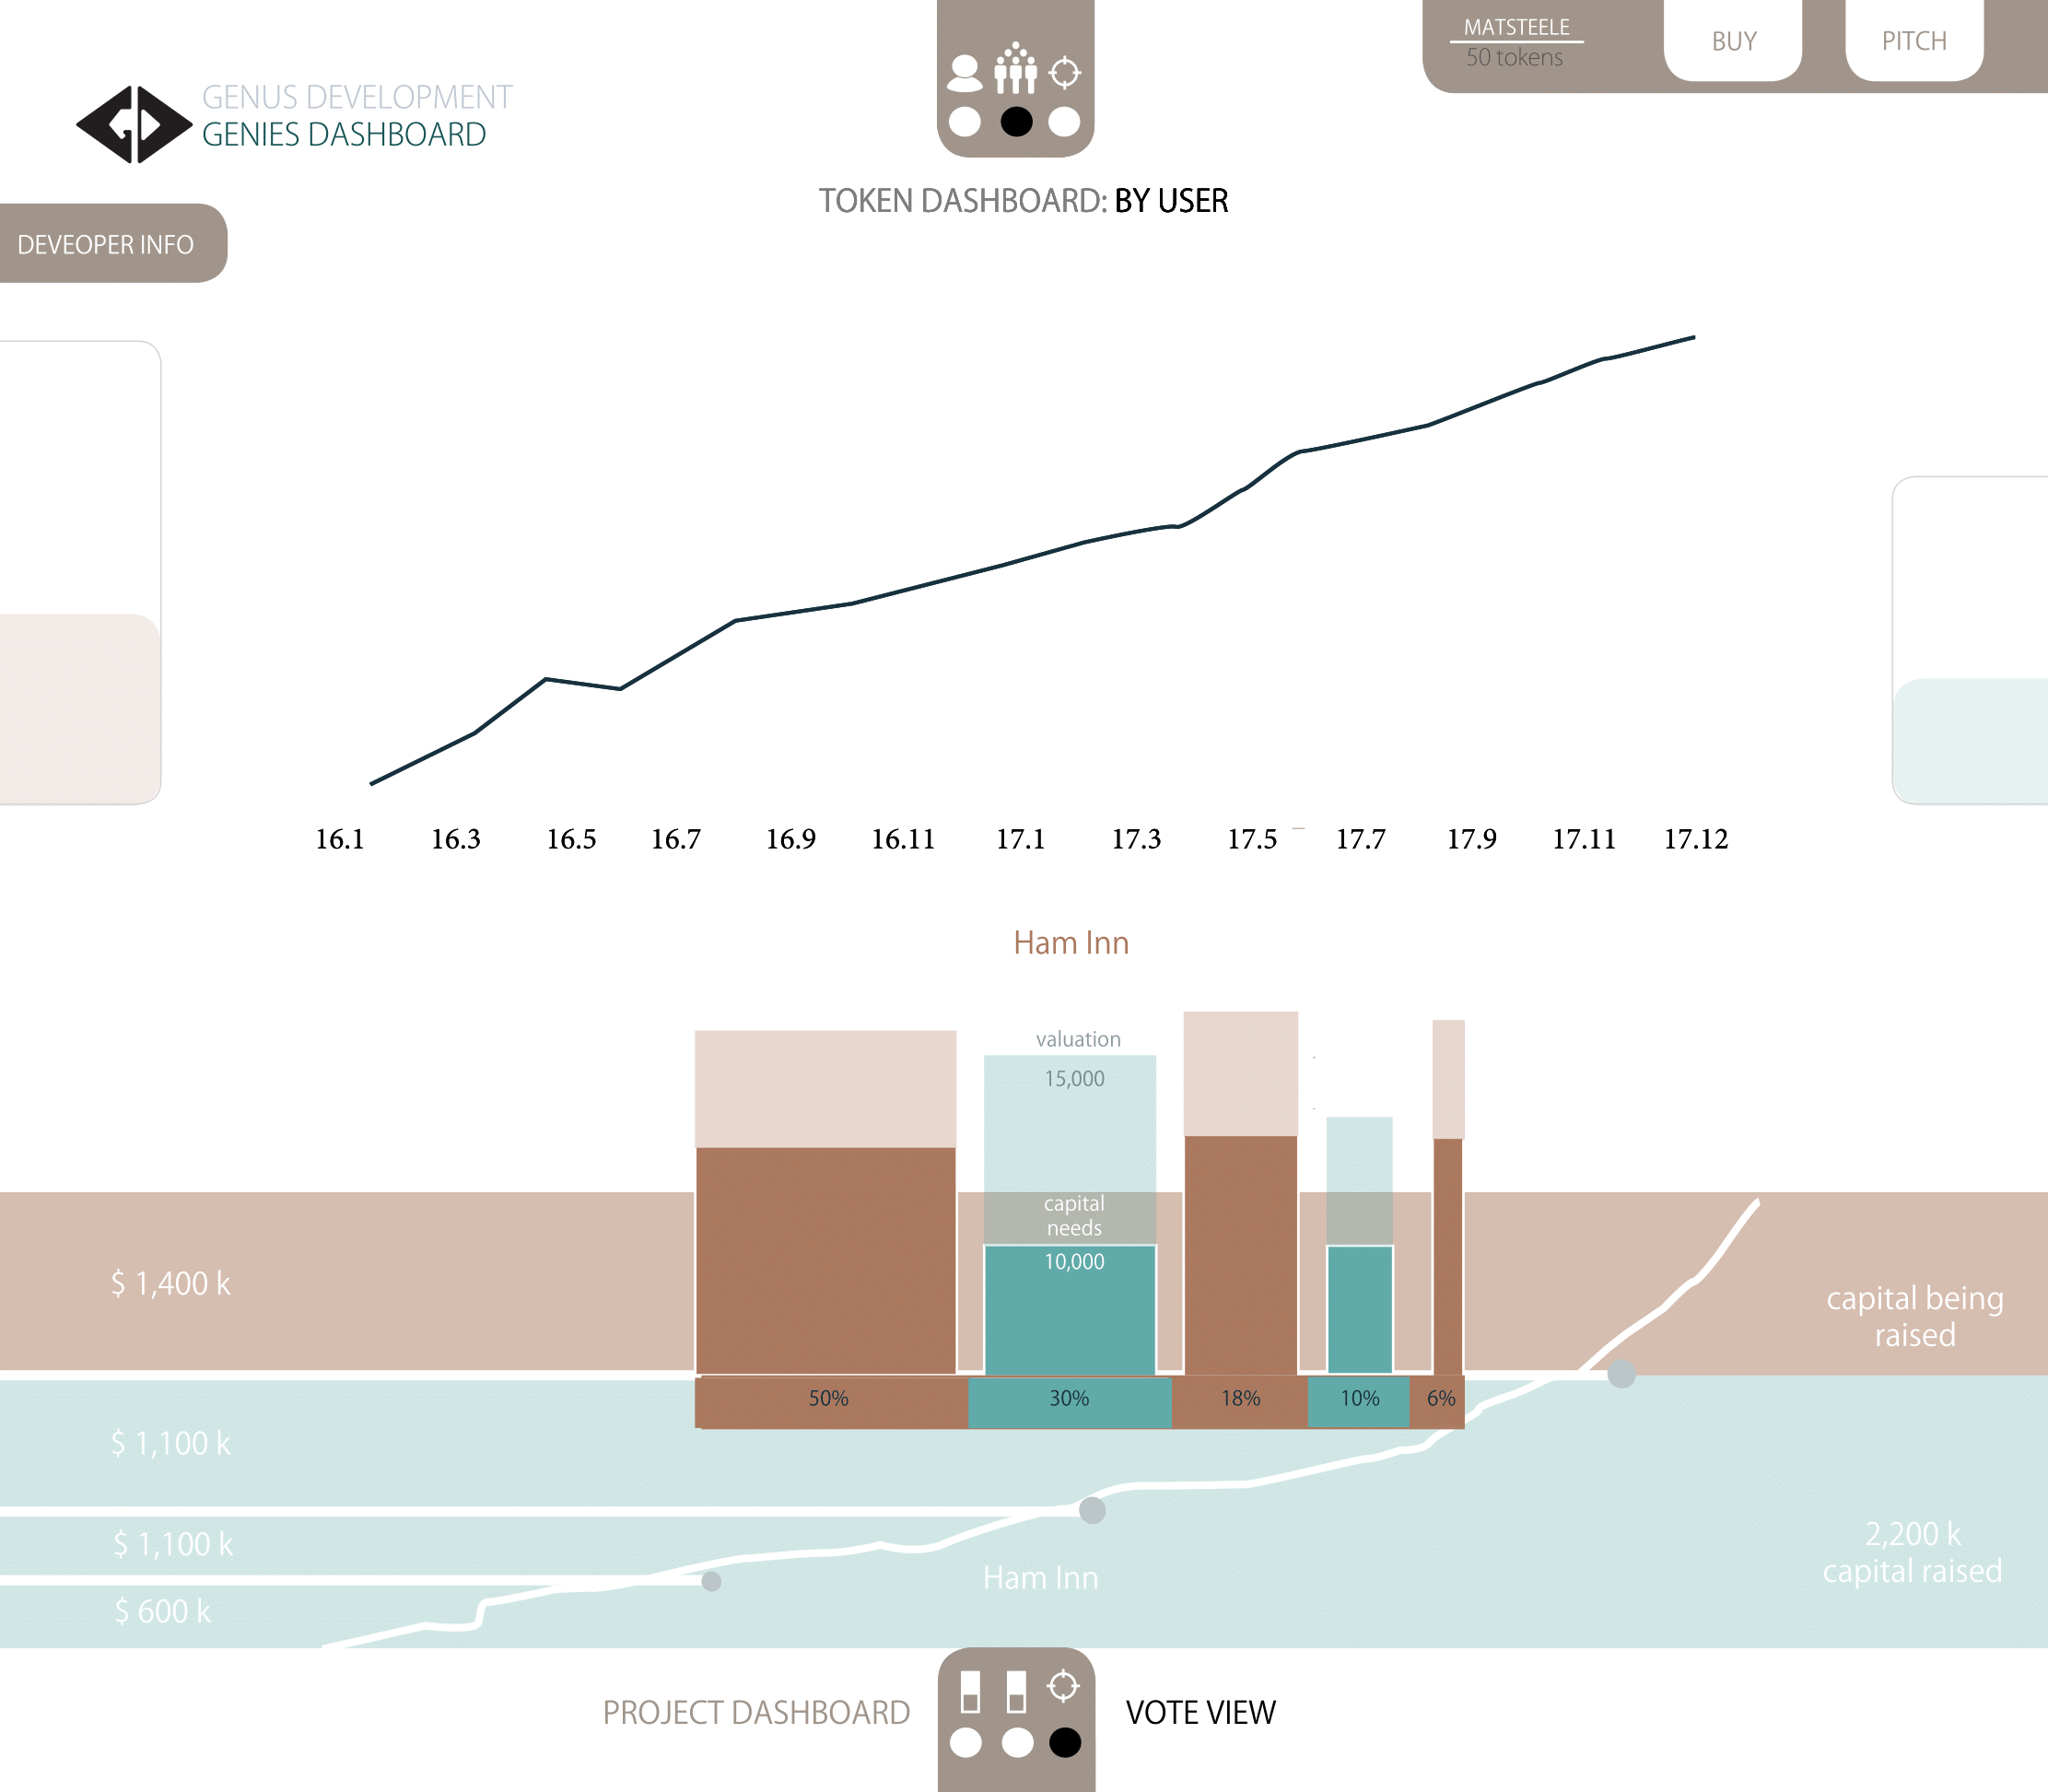 MATSTEELE
50 tokens
BUY
PITCH
GENUS DEVELOPMENT
GENIES DASHBOARD
TOKEN DASHBOARD: BY USER
DEVEOPER INFO
16.1 16.3 16.5 16.7 16.9 16.11 17.1 17.3 17.5 17.7 17.9 17.11 17.12
Ham Inn
valuation
15,000
capital
needs
10,000
$ 1,400 k
capital being
raised
50% 30% 18% 10% 6%
$ 1,100 k
$ 1,100 k
2,200 k
capital raised
Ham Inn
$ 600 k
PROJECT DASHBOARD
VOTE VIEW